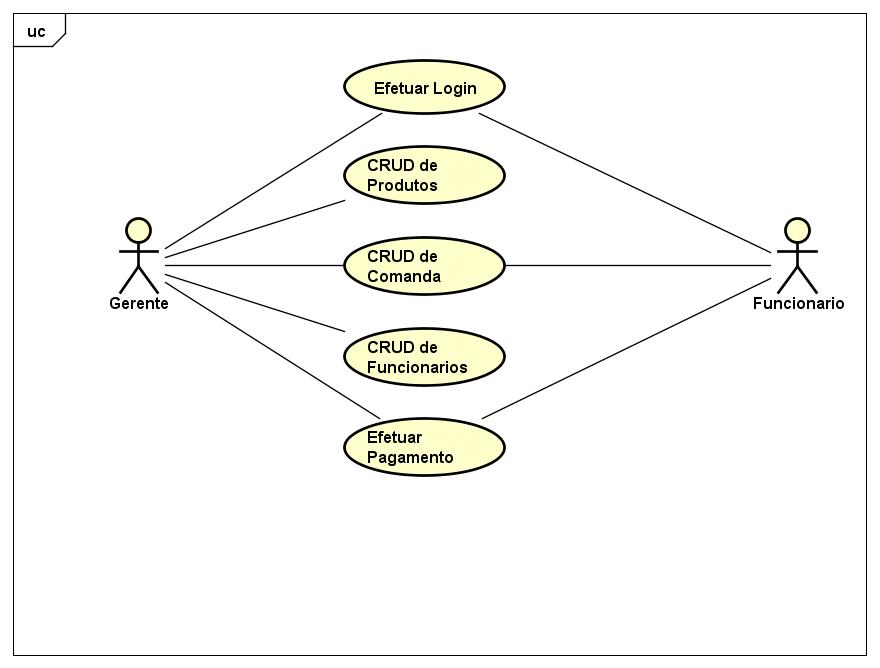 uc
Efetuar Login
CRUD de
Produtos
CRUD de
Comanda
Gerente
Funcionario
CRUD de
Funcionarios
Efetuar
Pagamento